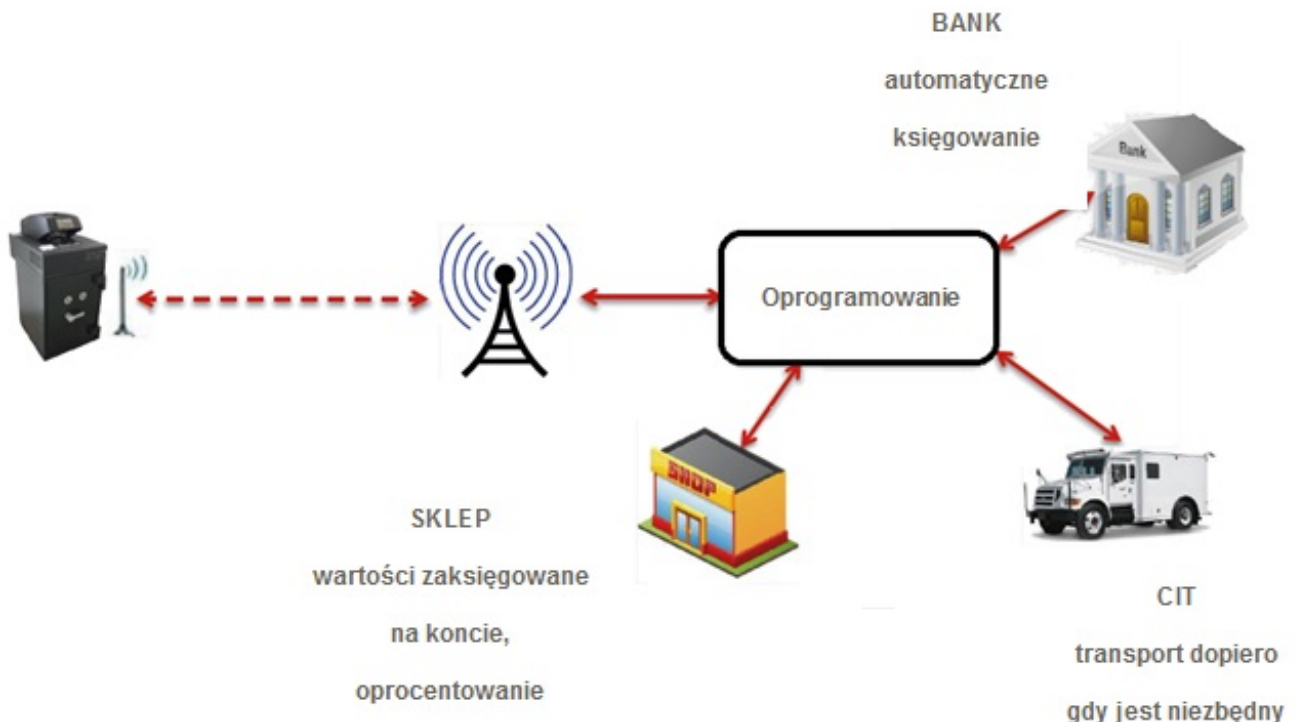 BANK
automatyczne
księgowanie
Bank
Oprogramowanie
SHOP
SKLEP
wartości zaksięgowane
na koncie,
oprocentowanie
CIT
transport dopiero
gdy jest niezbędny